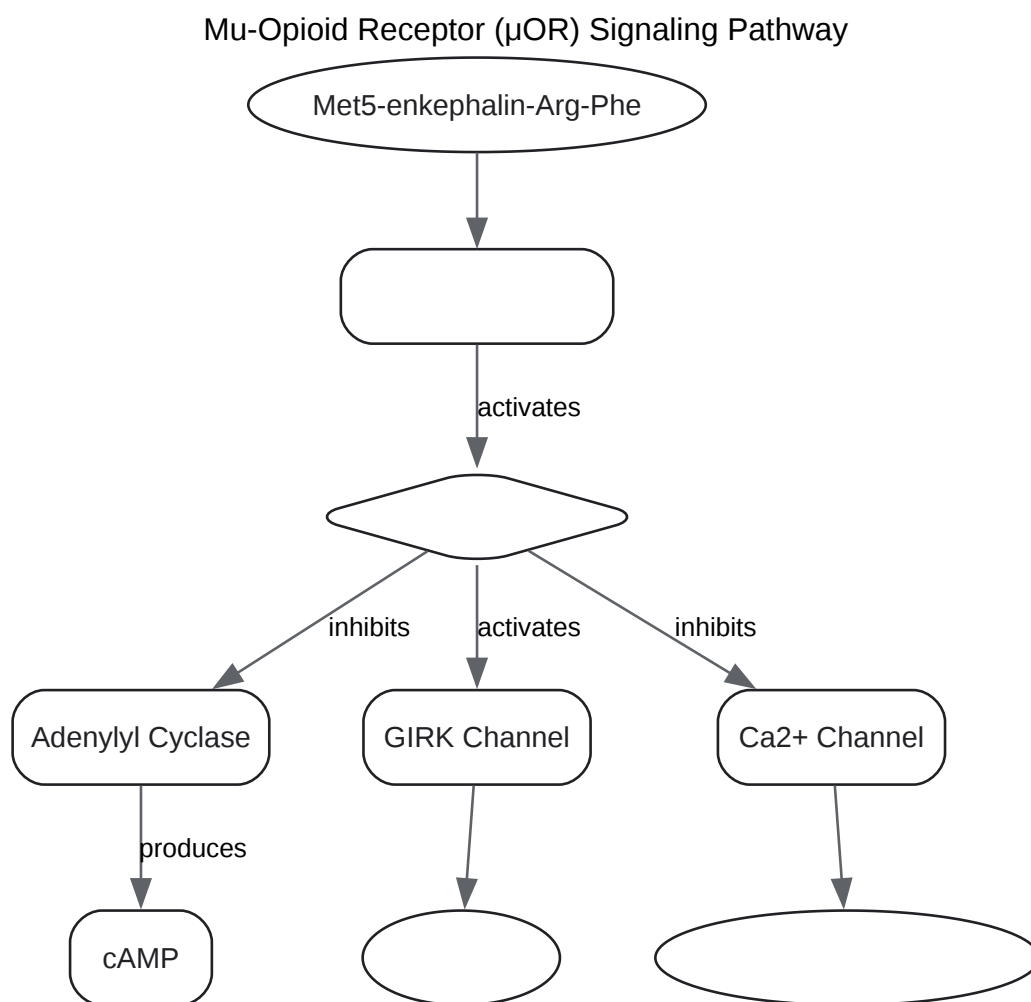 Mu-Opioid Receptor (μOR) Signaling Pathway
Met5-enkephalin-Arg-Phe
activates
inhibits
activates
inhibits
Adenylyl Cyclase
GIRK Channel
Ca2+ Channel
produces
cAMP